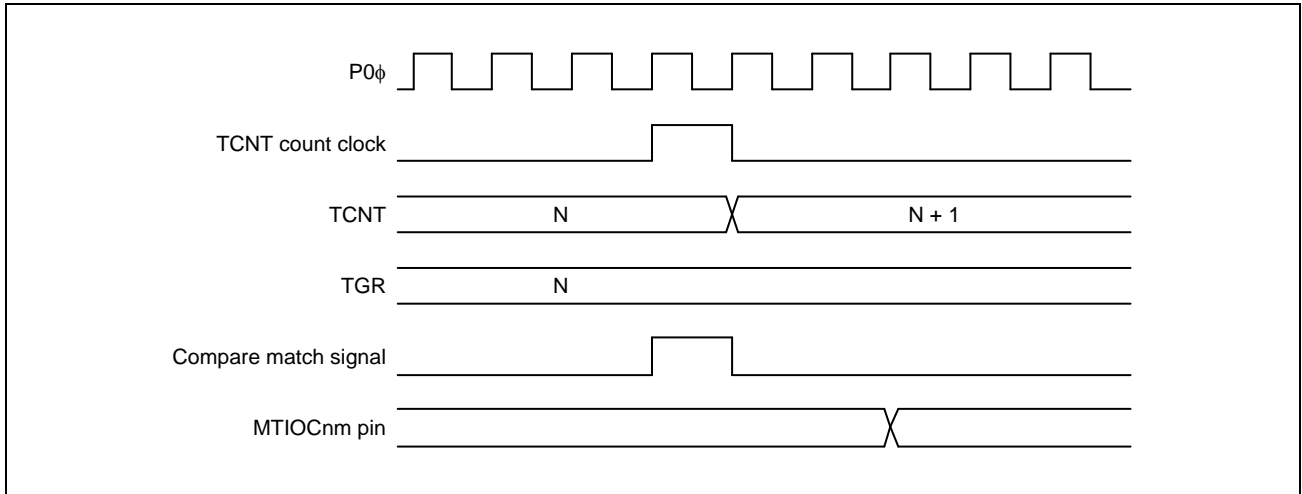 P0ϕ
TCNT count clock
TCNT N N + 1
TGR N
Compare match signal
MTIOCnm pin